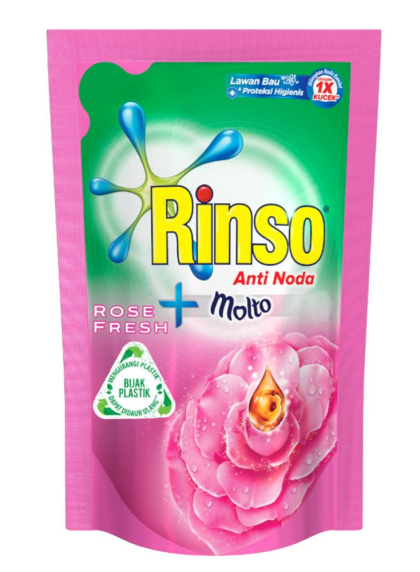 Lawan Bau
& Proteksi Higienis
1X
KUCEK
Rinso®
Anti Noda
ROSE
FRESH
+
Molto
MENGURANGI PLASTIK
BIJAK
PLASTIK
DAPAT DIDAUR ULANG